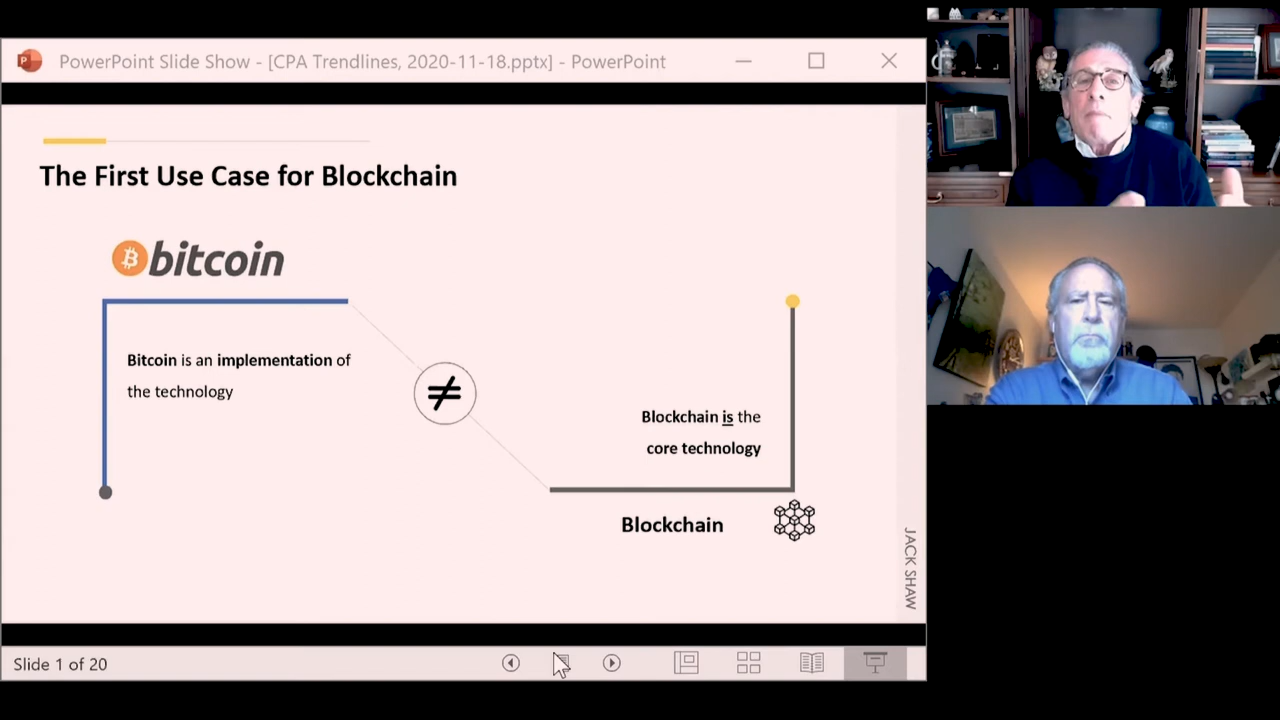 PowerPoint Slide Show - [CPA Trendlines, 2020-11-18.pptx] - PowerPoint
The First Use Case for Blockchain
bitcoin
Bitcoin is an implementation of
the technology
≠
Blockchain is the
core technology
Blockchain
JACK SHAW
Slide 1 of 20